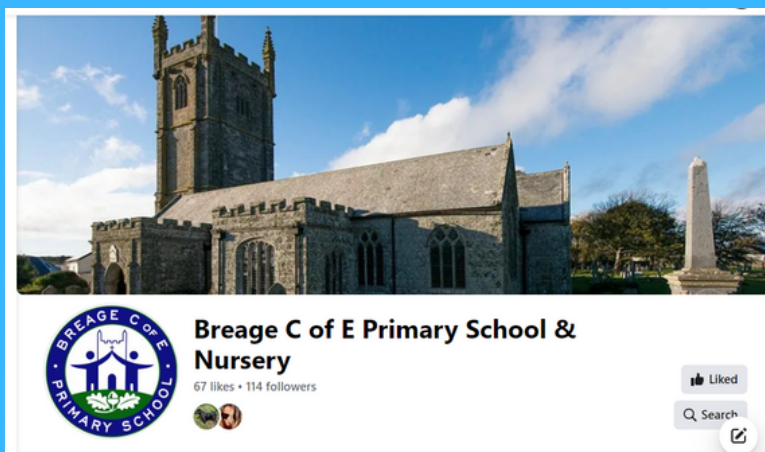 BREAGE C OF E
PRIMARY SCHOOL
Breage C of E Primary School &
Nursery
67 likes • 114 followers
Liked
Search